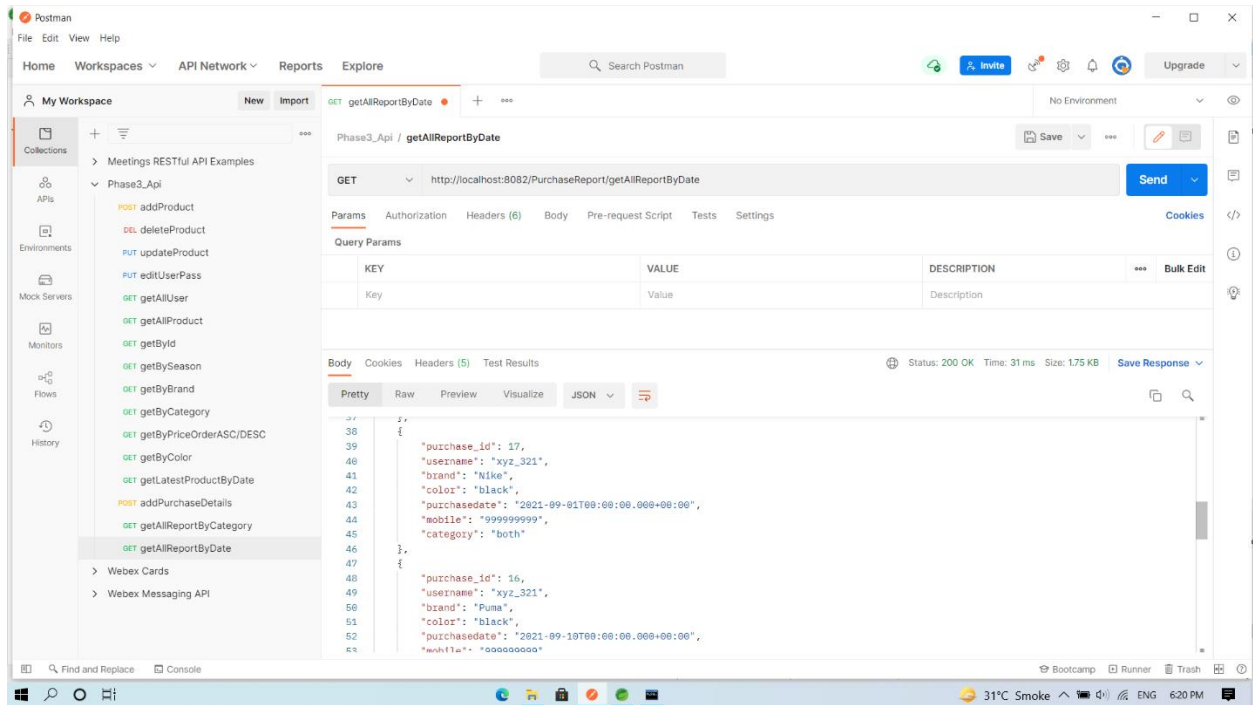 Postman
File Edit View Help
Home Workspaces API Network Reports Explore Search Postman Invite Upgrade
My Workspace New Import GET getAllReportByDate No Environment
Phase3_Api / getAllReportByDate Save
Collections
APIs
Environments
Mock Servers
Monitors
Flows
History
Meetings RESTful API Examples
Phase3_Api
POST addProduct
DEL deleteProduct
PUT updateProduct
PUT editUserPass
GET getAllUser
GET getAllProduct
GET getById
GET getBySeason
GET getByBrand
GET getByCategory
GET getByPriceOrderASC/DESC
GET getByColor
GET getLatestProductByDate
POST addPurchaseDetails
GET getAllReportByCategory
GET getAllReportByDate
Webex Cards
Webex Messaging API
GET http://localhost:8082/PurchaseReport/getAllReportByDate Send
Params Authorization Headers (6) Body Pre-request Script Tests Settings Cookies
Query Params
KEY VALUE DESCRIPTION Bulk Edit
Key Value Description
Body Cookies Headers (5) Test Results Status: 200 OK Time: 31 ms Size: 1.75 KB Save Response
Pretty Raw Preview Visualize JSON
37 },
38 {
39 "purchase_id": 17,
40 "username": "xyz_321",
41 "brand": "Nike",
42 "color": "black",
43 "purchasedate": "2021-09-01T00:00:00.000+00:00",
44 "mobile": "999999999",
45 "category": "both"
46 },
47 {
48 "purchase_id": 16,
49 "username": "xyz_321",
50 "brand": "Puma",
51 "color": "black",
52 "purchasedate": "2021-09-10T00:00:00.000+00:00",
53 "mobile": "999999999"
Find and Replace Console Bootcamp Runner Trash
31°C Smoke ENG 6:20 PM